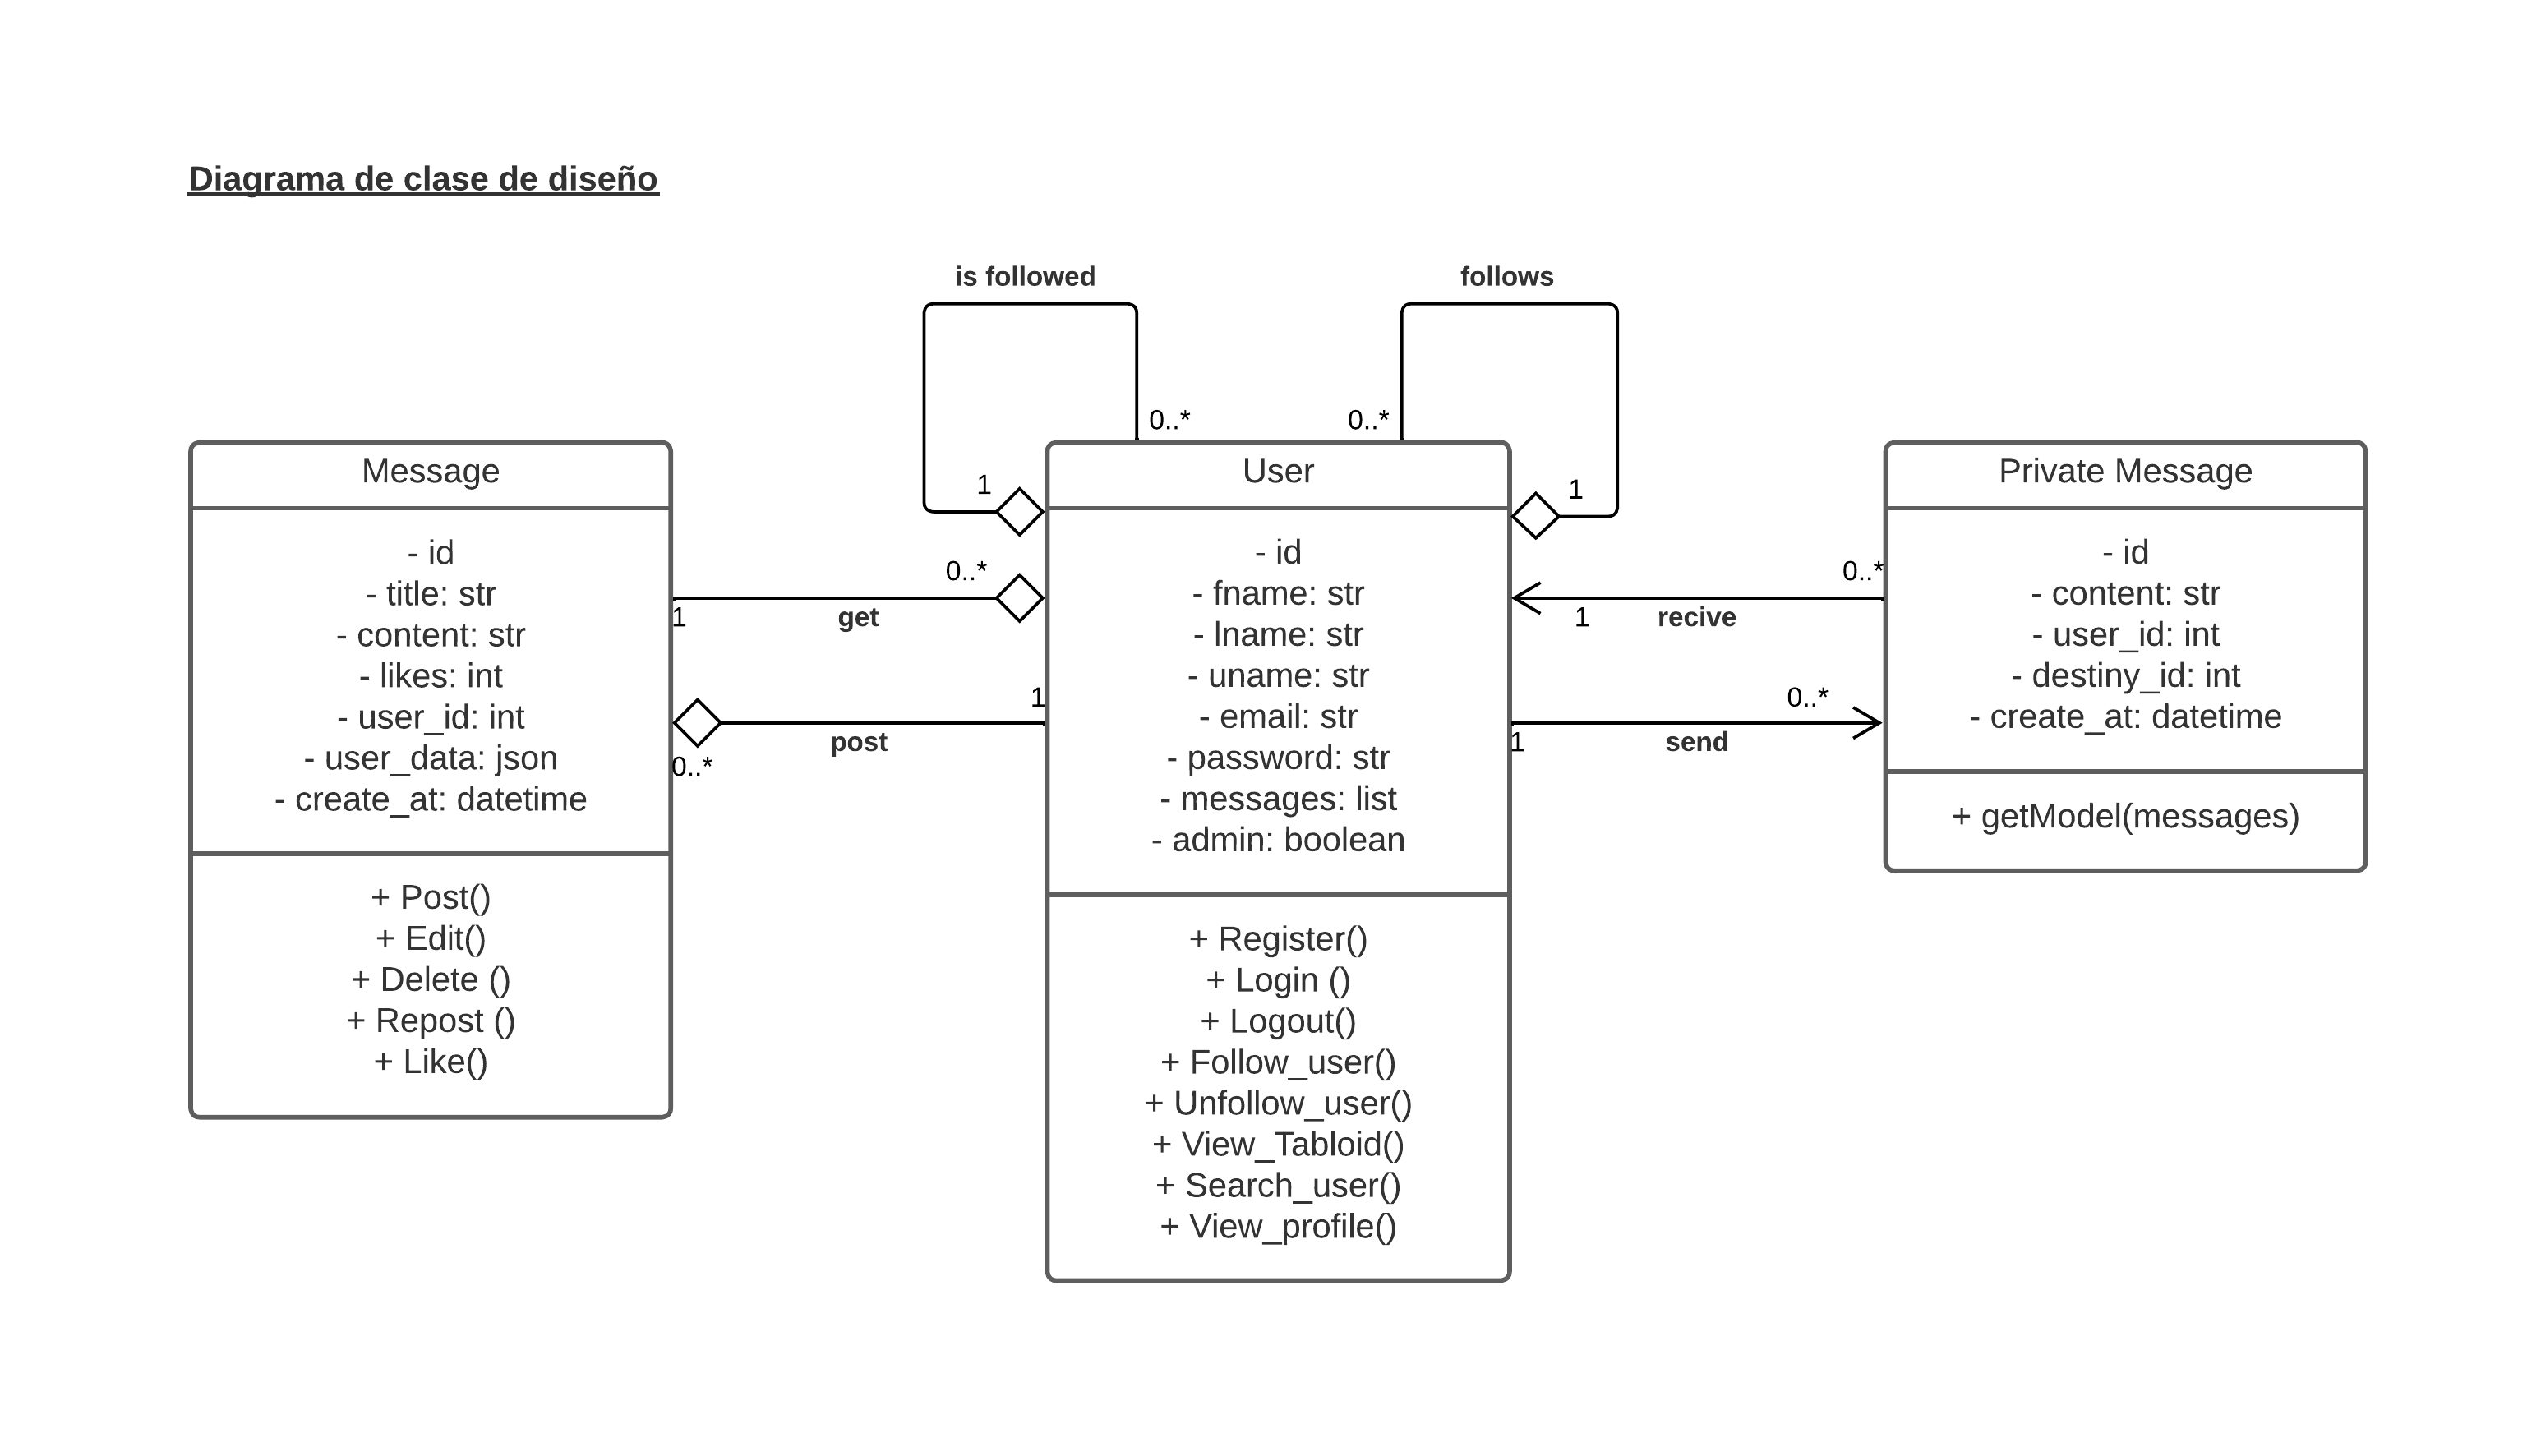 Diagrama de clase de diseño
is followed
follows
0..*
0..*
1
1
Message
- id
- title: str
- content: str
- likes: int
- user_id: int
- user_data: json
- create_at: datetime
+ Post()
+ Edit()
+ Delete ()
+ Repost ()
+ Like()
0..*
1
get
1
post
0..*
User
- id
- fname: str
- lname: str
- uname: str
- email: str
- password: str
- messages: list
- admin: boolean
+ Register()
+ Login ()
+ Logout()
+ Follow_user()
+ Unfollow_user()
+ View_Tabloid()
+ Search_user()
+ View_profile()
0..*
1
recive
0..*
1
send
Private Message
- id
- content: str
- user_id: int
- destiny_id: int
- create_at: datetime
+ getModel(messages)